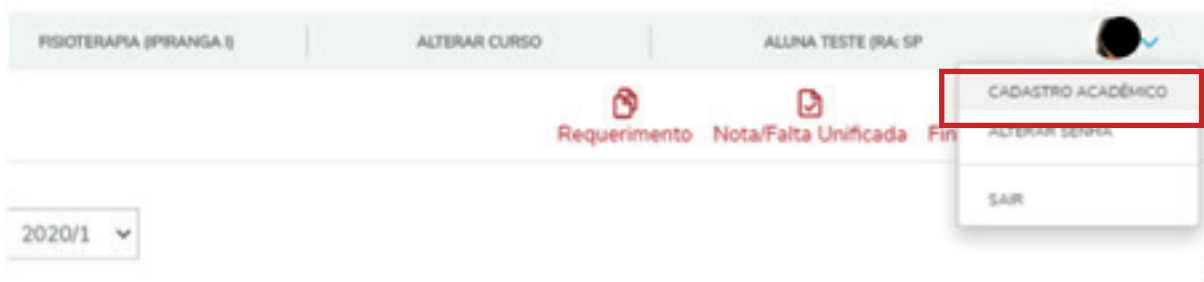 FISIOTERAPIA (IPIRANGA I) ALTERAR CURSO ALUNA TESTE (RA: SP
CADASTRO ACADÊMICO
Requerimento Nota/Falta Unificada Fin
ALTERAR SENHA
SAIR
2020/1